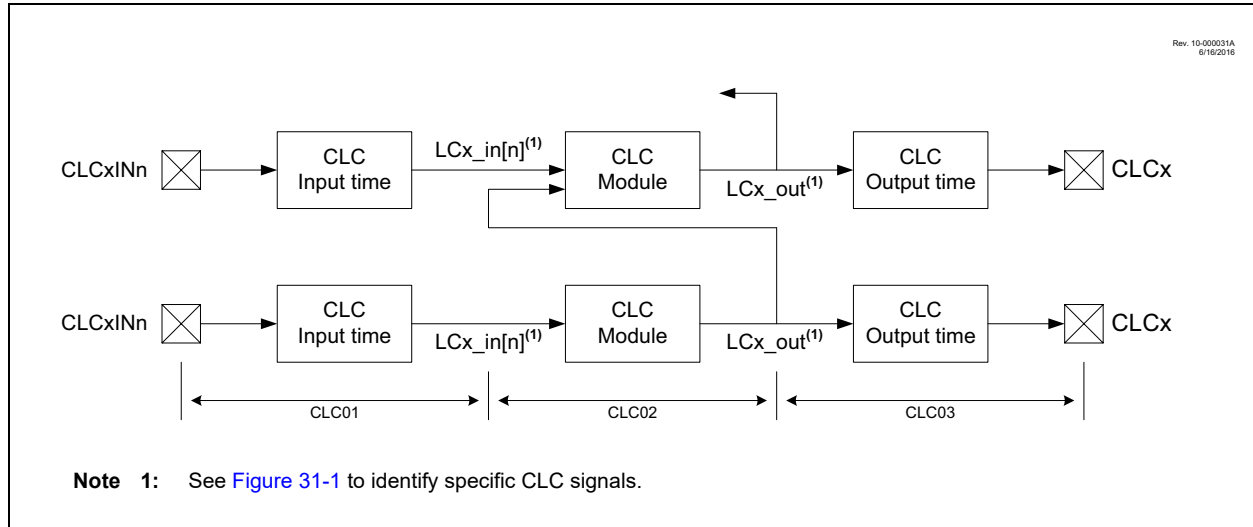 Rev. 10-000031A
6/16/2016
CLCxINn
CLC
Input time
LCx_in[n](1)
CLC
Module
LCx_out(1)
CLC
Output time
CLCx
CLCxINn
CLC
Input time
LCx_in[n](1)
CLC
Module
LCx_out(1)
CLC
Output time
CLCx
CLC01
CLC02
CLC03
Note 1: See Figure 31-1 to identify specific CLC signals.